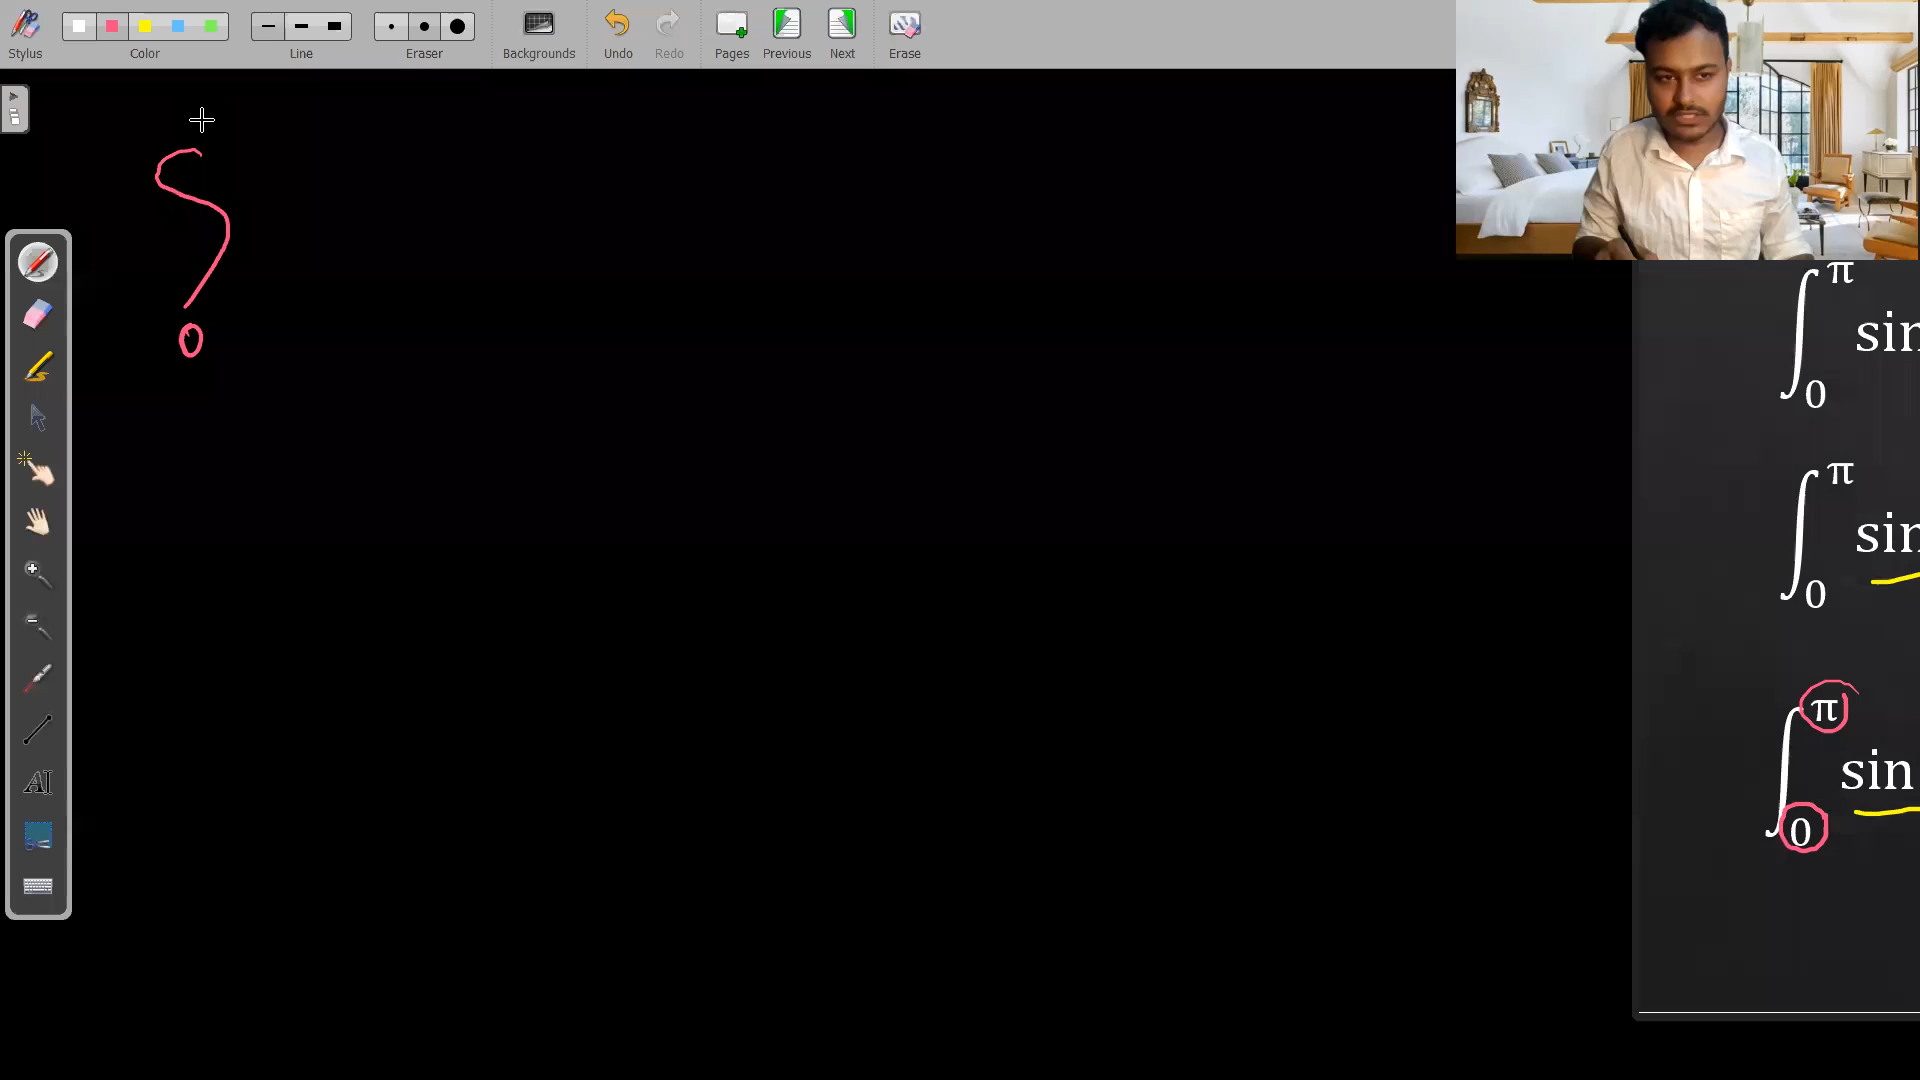 Stylus Color Line Eraser Backgrounds Undo Redo Pages Previous Next Erase
0
∫₀^π sin
∫₀^π sin
∫₀^π sin